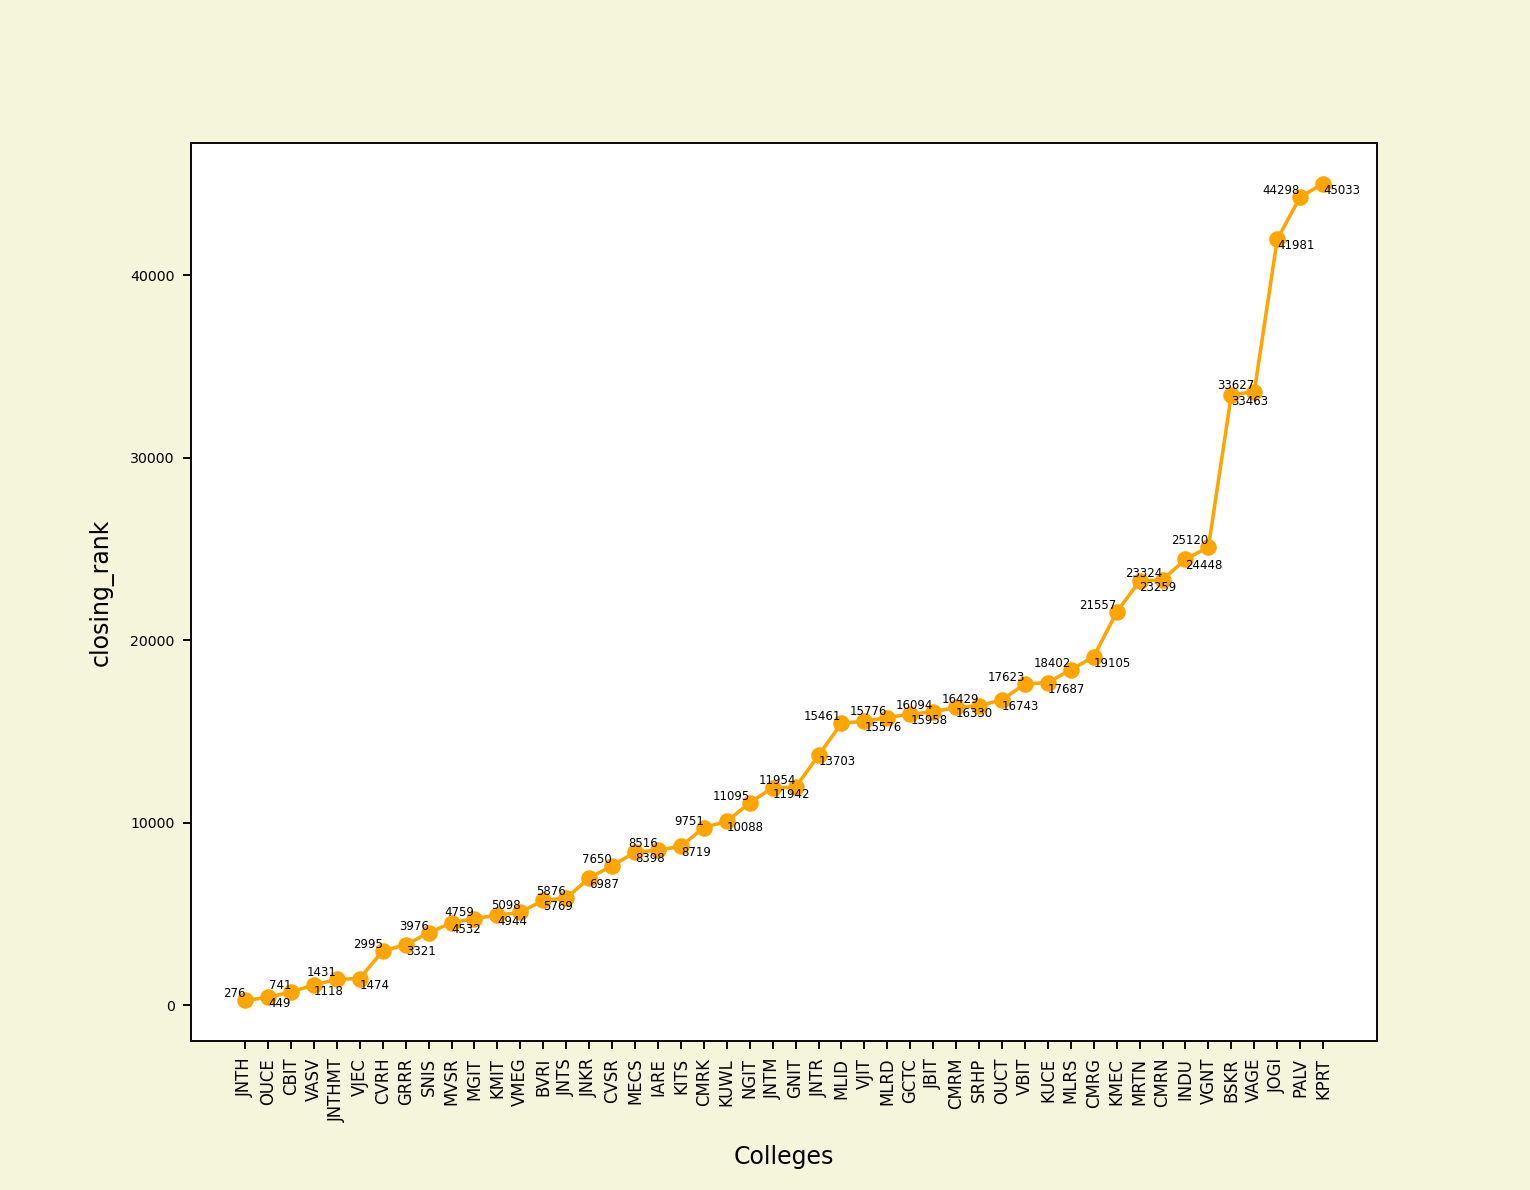 closing_rank
40000
30000
20000
10000
0
276
449
741
1118
1431
1474
2995
3321
3976
4532
4759
4944
5098
5769
5876
6987
7650
8398
8516
8719
9751
10088
11095
11942
11954
13703
15461
15576
15776
15958
16094
16330
16429
16743
17623
17687
18402
19105
21557
23259
23324
24448
25120
33463
33627
41981
44298
45033
JNTH
OUCE
CBIT
VASV
JNTHMT
VJEC
CVRH
GRRR
SNIS
MVSR
MGIT
KMIT
VMEG
BVRI
JNTS
JNKR
CVSR
MECS
IARE
KITS
CMRK
KUWL
NGIT
JNTM
GNIT
JNTR
MLID
VJIT
MLRD
GCTC
JBIT
CMRM
SRHP
OUCT
VBIT
KUCE
MLRS
CMRG
KMEC
MRTN
CMRN
INDU
VGNT
BSKR
VAGE
JOGI
PALV
KPRT
Colleges